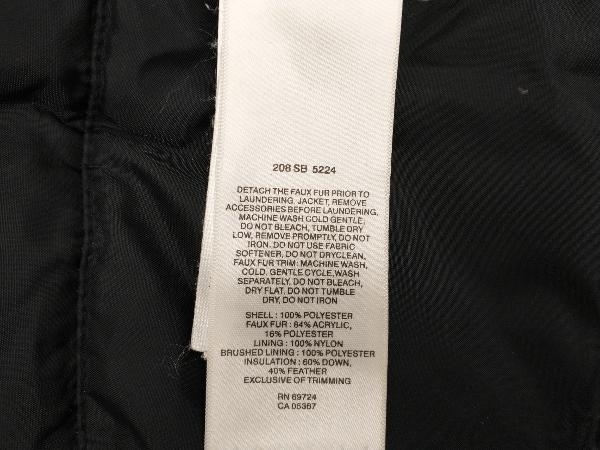 208 SB 5224
DETACH THE FAUX FUR PRIOR TO
LAUNDERING. JACKET, REMOVE
ACCESSORIES BEFORE LAUNDERING,
MACHINE WASH COLD GENTLE,
DO NOT BLEACH, TUMBLE DRY
LOW, REMOVE PROMPTLY, DO NOT
IRON. DO NOT USE FABRIC
SOFTENER, DO NOT DRYCLEAN,
FAUX FUR TRIM: MACHINE WASH,
COLD, GENTLE CYCLE, WASH
SEPARATELY, DO NOT BLEACH,
DRY FLAT, DO NOT TUMBLE
DRY, DO NOT IRON
SHELL : 100% POLYESTER
FAUX FUR : 84% ACRYLIC,
16% POLYESTER
LINING : 100% NYLON
BRUSHED LINING : 100% POLYESTER
INSULATION : 60% DOWN,
40% FEATHER
EXCLUSIVE OF TRIMMING
RN 69724
CA 05367